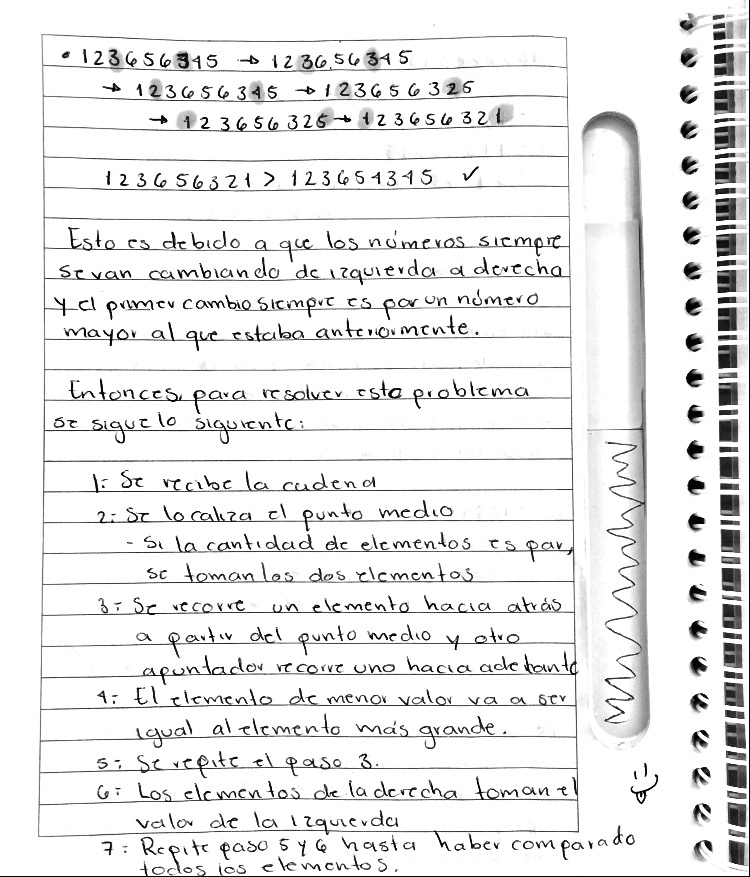 • 123656345 → 123656345
→ 123656345 → 123656325
→ 123656325 → 123656321
123656321 > 123654345 ✓
Esto es debido a que los números siempre
se van cambiando de izquierda a derecha
y el primer cambio siempre es por un número
mayor al que estaba anteriormente.
Entonces, para resolver este problema
se sigue lo siguiente:
1: Se recibe la cadena
2: Se localiza el punto medio
- Si la cantidad de elementos es par,
se toman los dos elementos
3: Se recorre un elemento hacia atrás
a partir del punto medio y otro
apuntador recorre uno hacia adelante
4: El elemento de menor valor va a ser
igual al elemento más grande.
5: Se repite el paso 3.
6: Los elementos de la derecha toman el
valor de la izquierda
7: Repite paso 5 y 6 hasta haber comparado
todos los elementos.